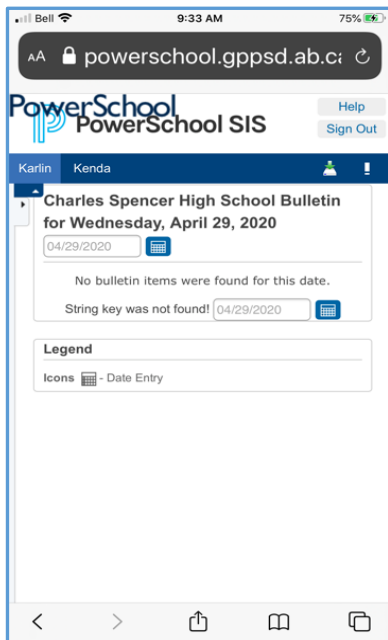 Bell 9:33 AM 75%
AA powerschool.gppsd.ab.ca
PowerSchool Help
PowerSchool SIS Sign Out
Karlin Kenda
Charles Spencer High School Bulletin
for Wednesday, April 29, 2020
04/29/2020
No bulletin items were found for this date.
String key was not found! 04/29/2020
Legend
Icons - Date Entry